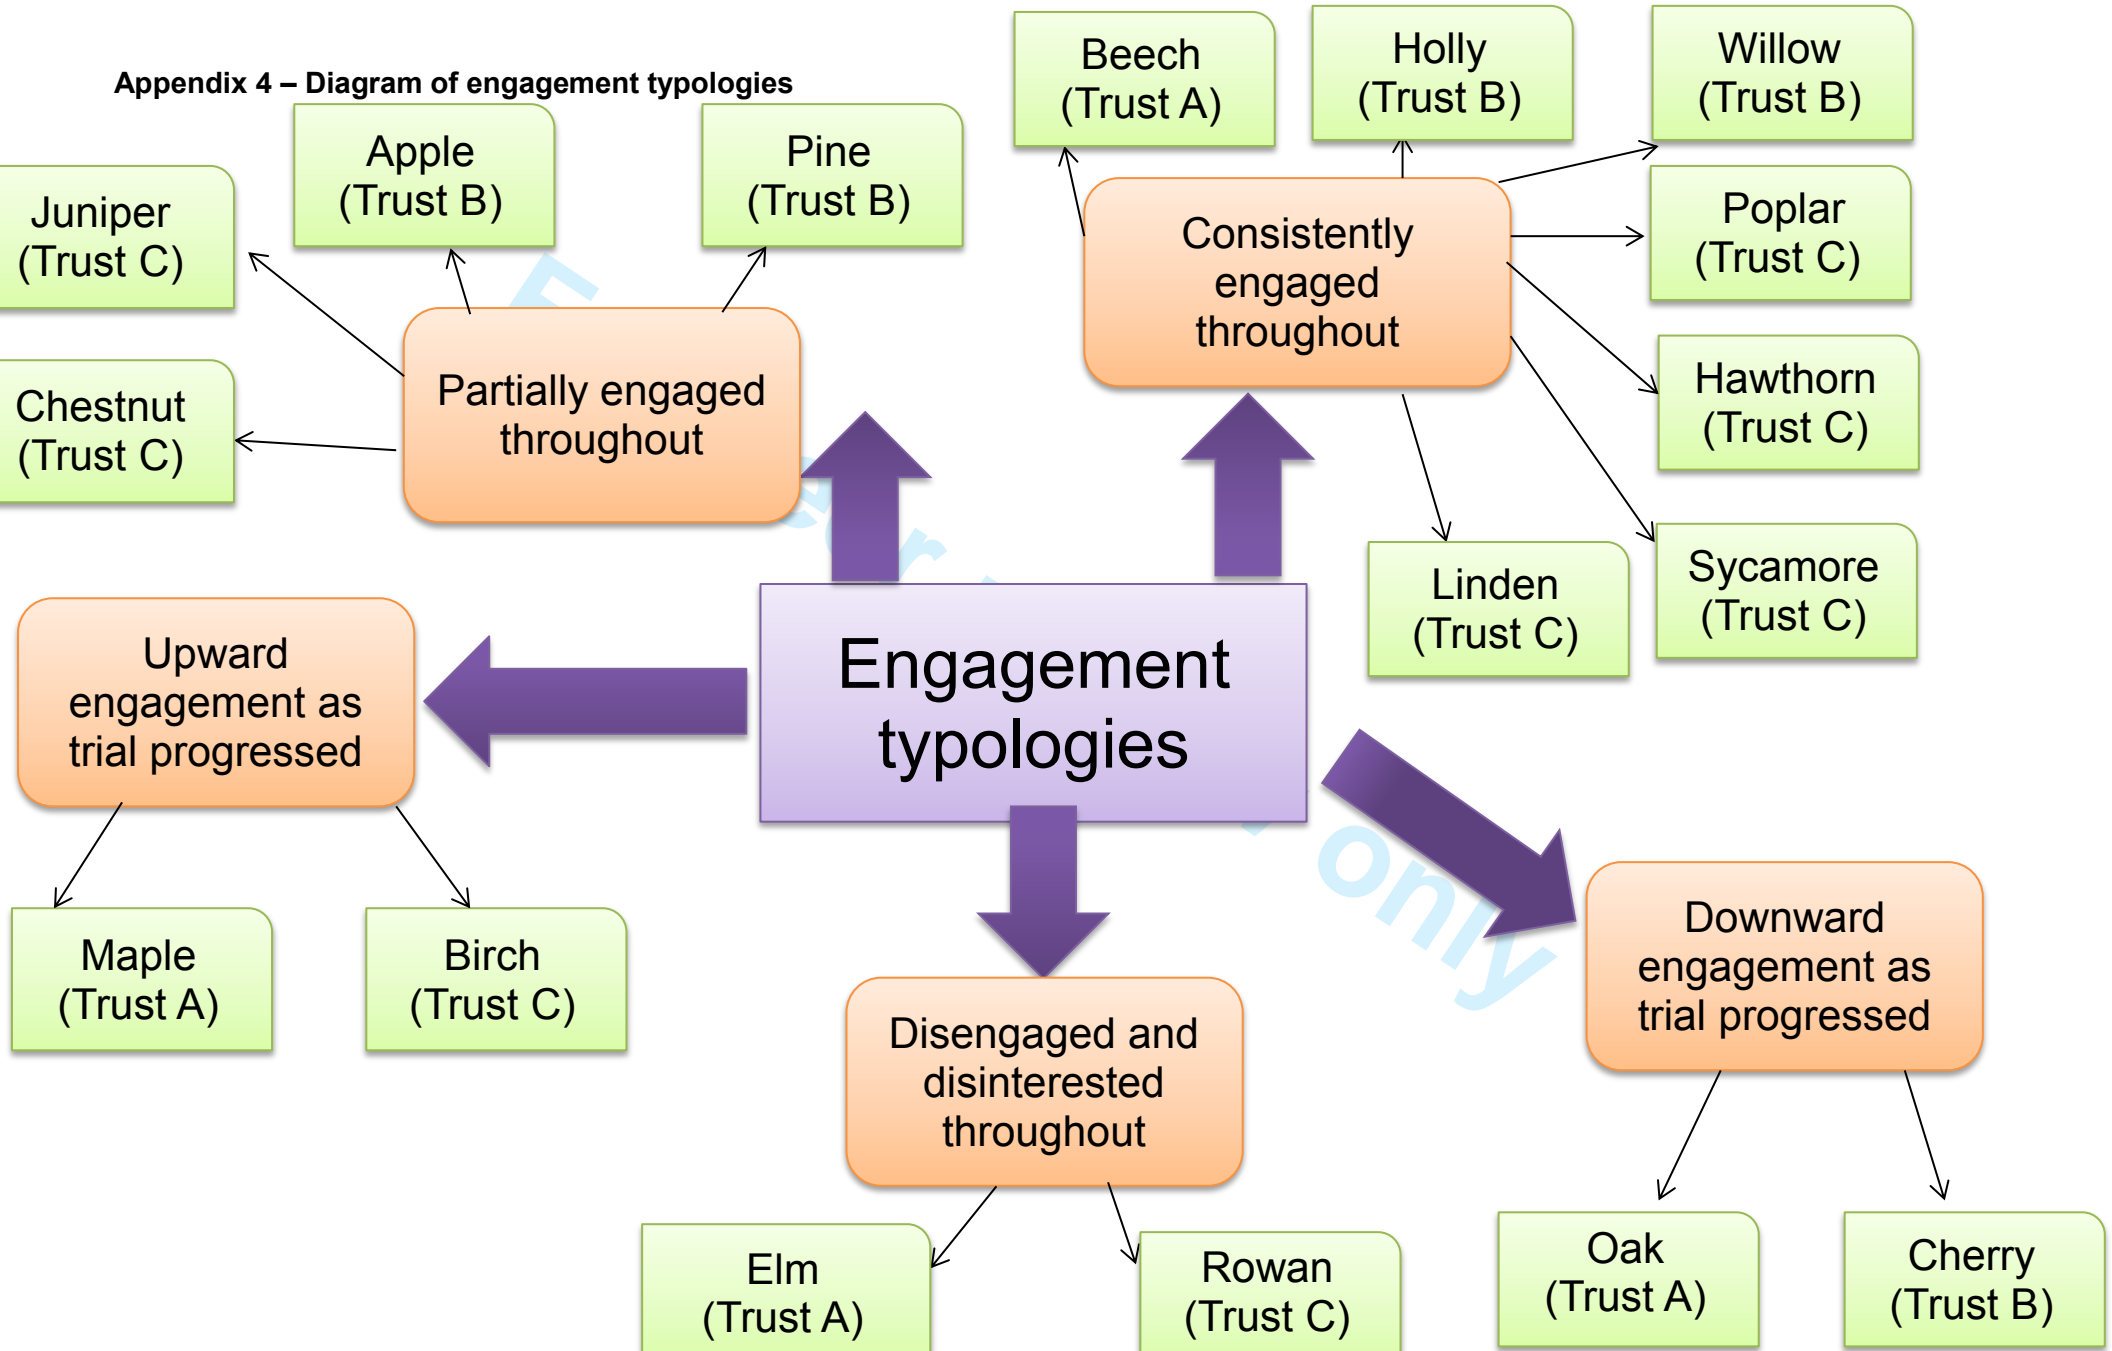 Appendix 4 – Diagram of engagement typologies
Juniper
(Trust C)
Apple
(Trust B)
Pine
(Trust B)
Chestnut
(Trust C)
Partially engaged
throughout
Beech
(Trust A)
Holly
(Trust B)
Willow
(Trust B)
Poplar
(Trust C)
Hawthorn
(Trust C)
Sycamore
(Trust C)
Linden
(Trust C)
Consistently
engaged
throughout
Engagement
typologies
Upward
engagement as
trial progressed
Maple
(Trust A)
Birch
(Trust C)
Disengaged and
disinterested
throughout
Elm
(Trust A)
Rowan
(Trust C)
Downward
engagement as
trial progressed
Oak
(Trust A)
Cherry
(Trust B)
only